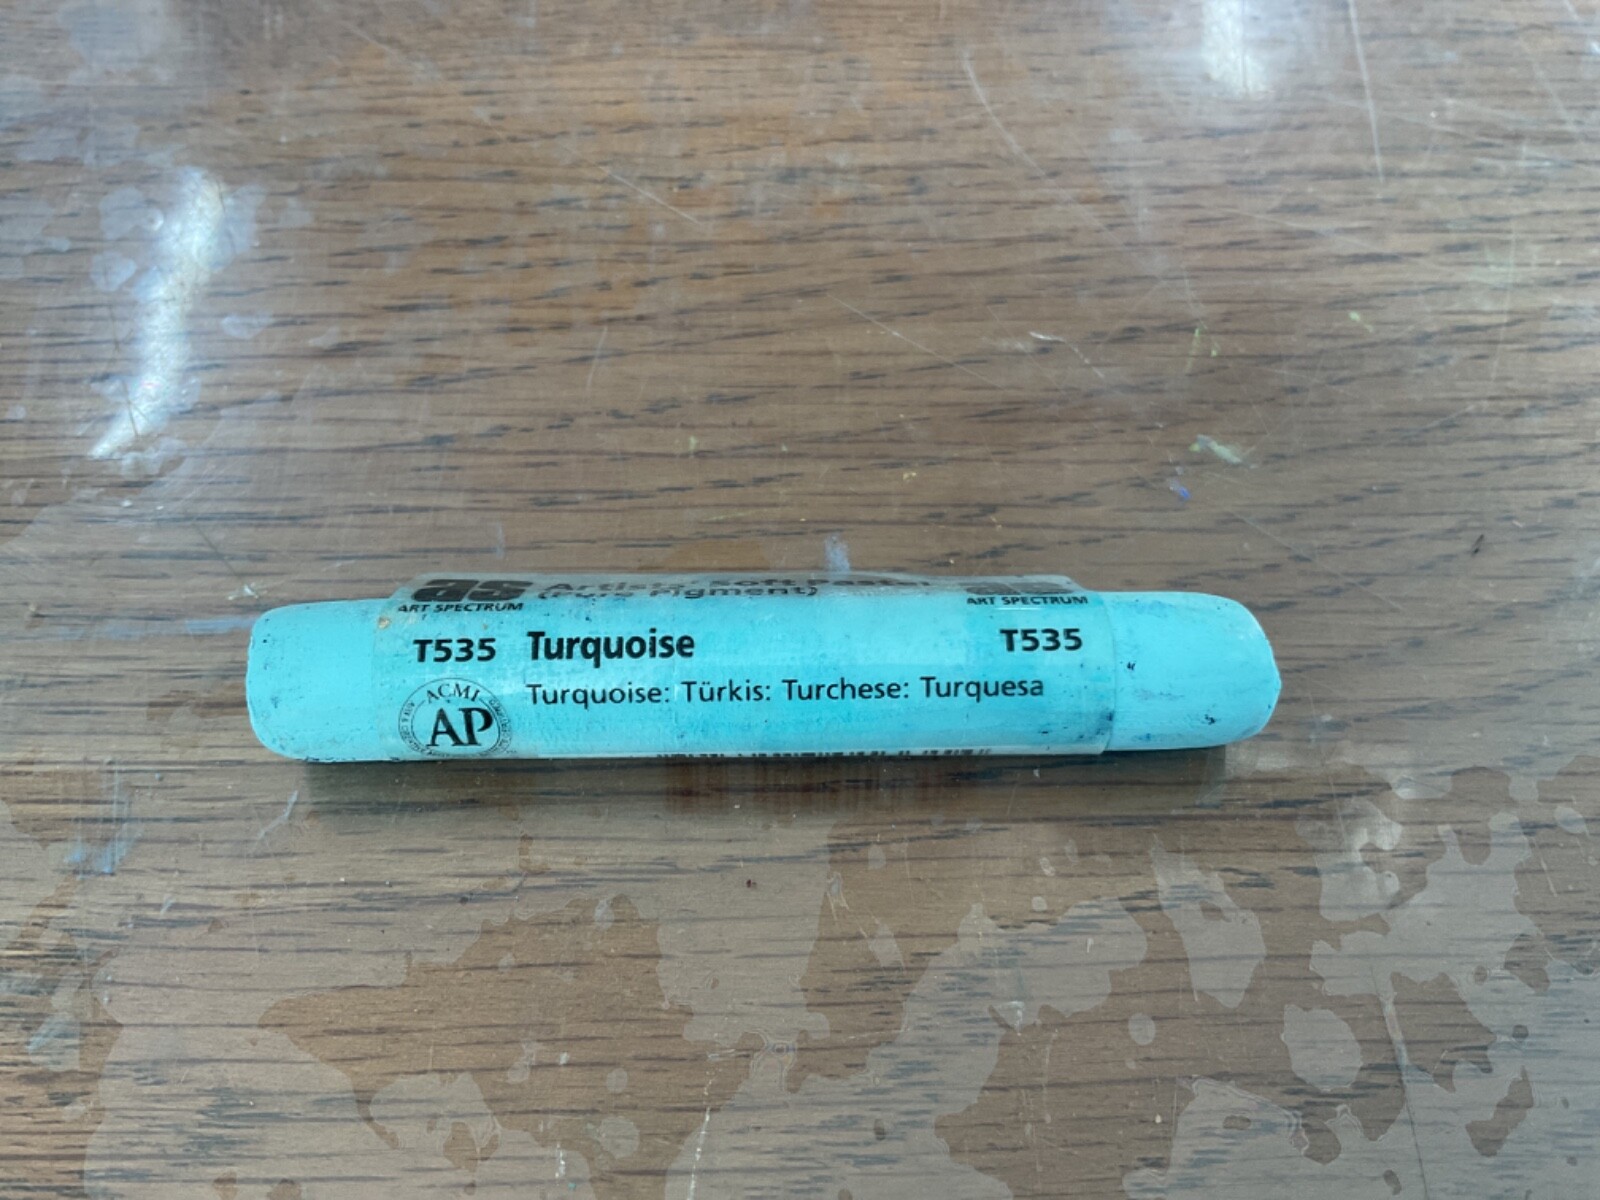 as Artists' Soft Pastel as
(Pure Pigment)
ART SPECTRUM ART SPECTRUM
T535 Turquoise T535
Turquoise: Türkis: Turchese: Turquesa
ACMI
AP